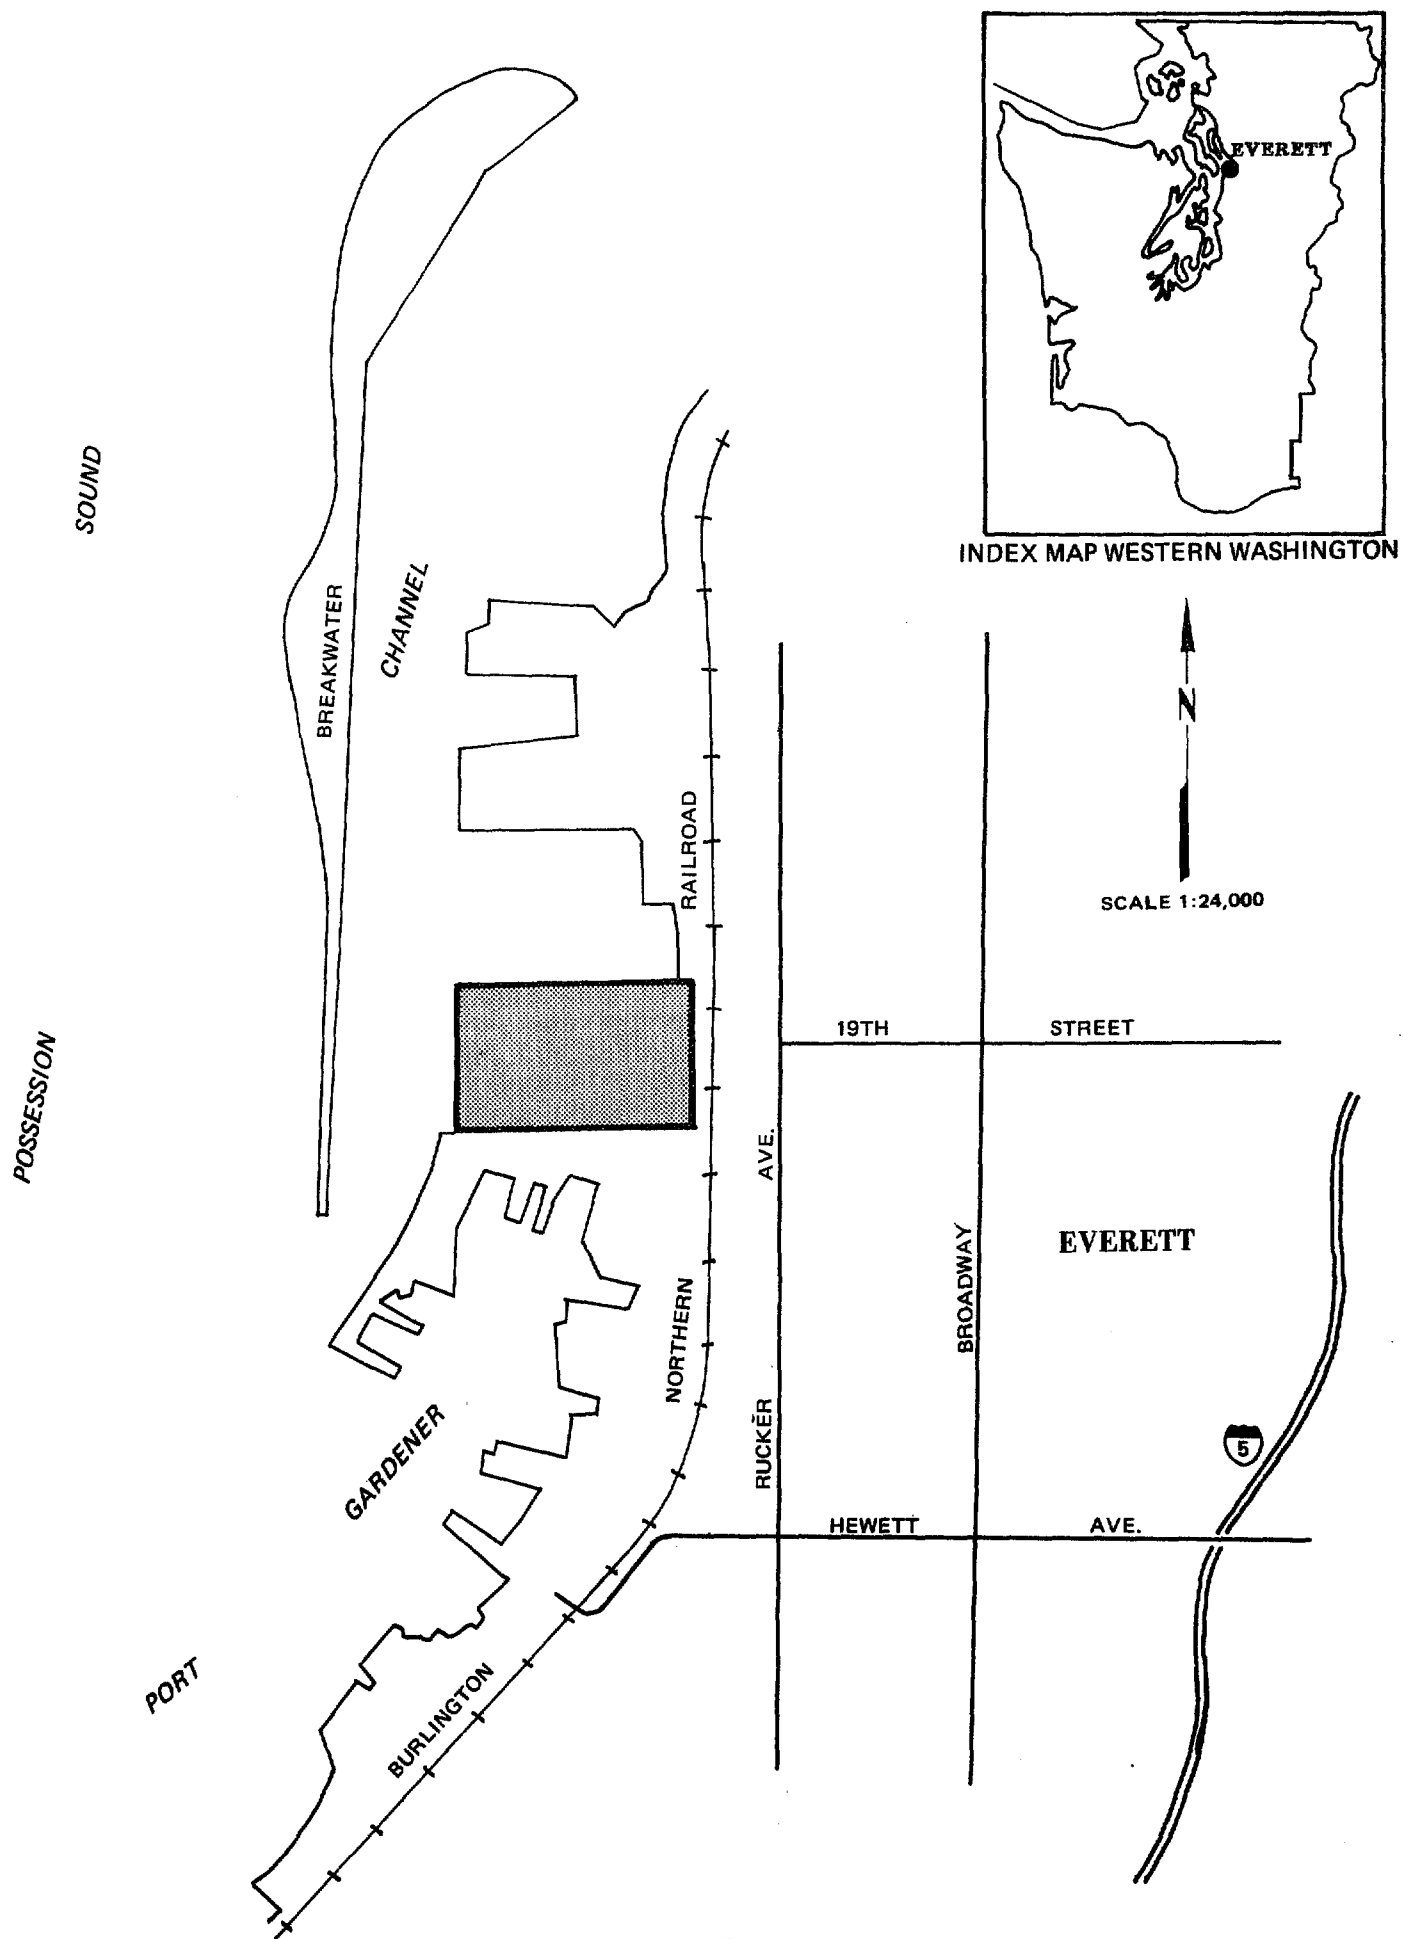 EVERETT
INDEX MAP WESTERN WASHINGTON
SOUND
BREAKWATER
CHANNEL
N
RAILROAD
SCALE 1:24,000
POSSESSION
19TH STREET
AVE.
EVERETT
BROADWAY
NORTHERN
RUCKER
GARDENER
5
HEWETT AVE.
PORT
BURLINGTON